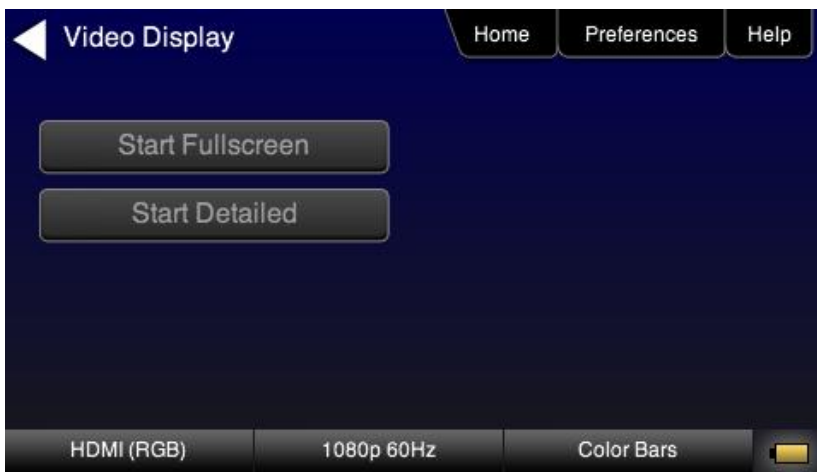 Video Display
Home
Preferences
Help
Start Fullscreen
Start Detailed
HDMI (RGB)
1080p 60Hz
Color Bars